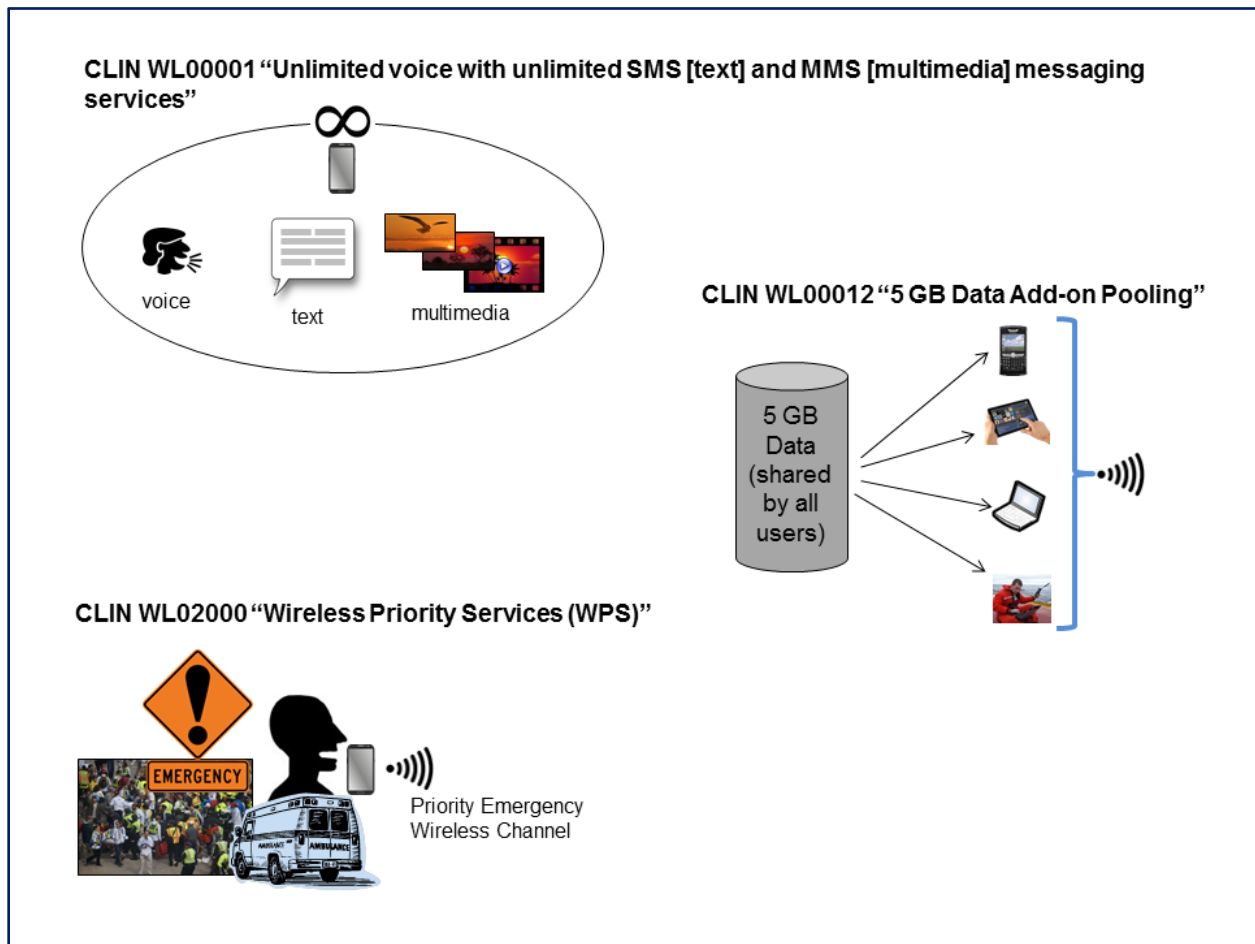 CLIN WL00001 “Unlimited voice with unlimited SMS [text] and MMS [multimedia] messaging
services”
∞
voice
text
multimedia
CLIN WL00012 “5 GB Data Add-on Pooling”
5 GB
Data
(shared
by all
users)
CLIN WL02000 “Wireless Priority Services (WPS)”
EMERGENCY
AMBULANCE
AMBULANCE
Priority Emergency
Wireless Channel